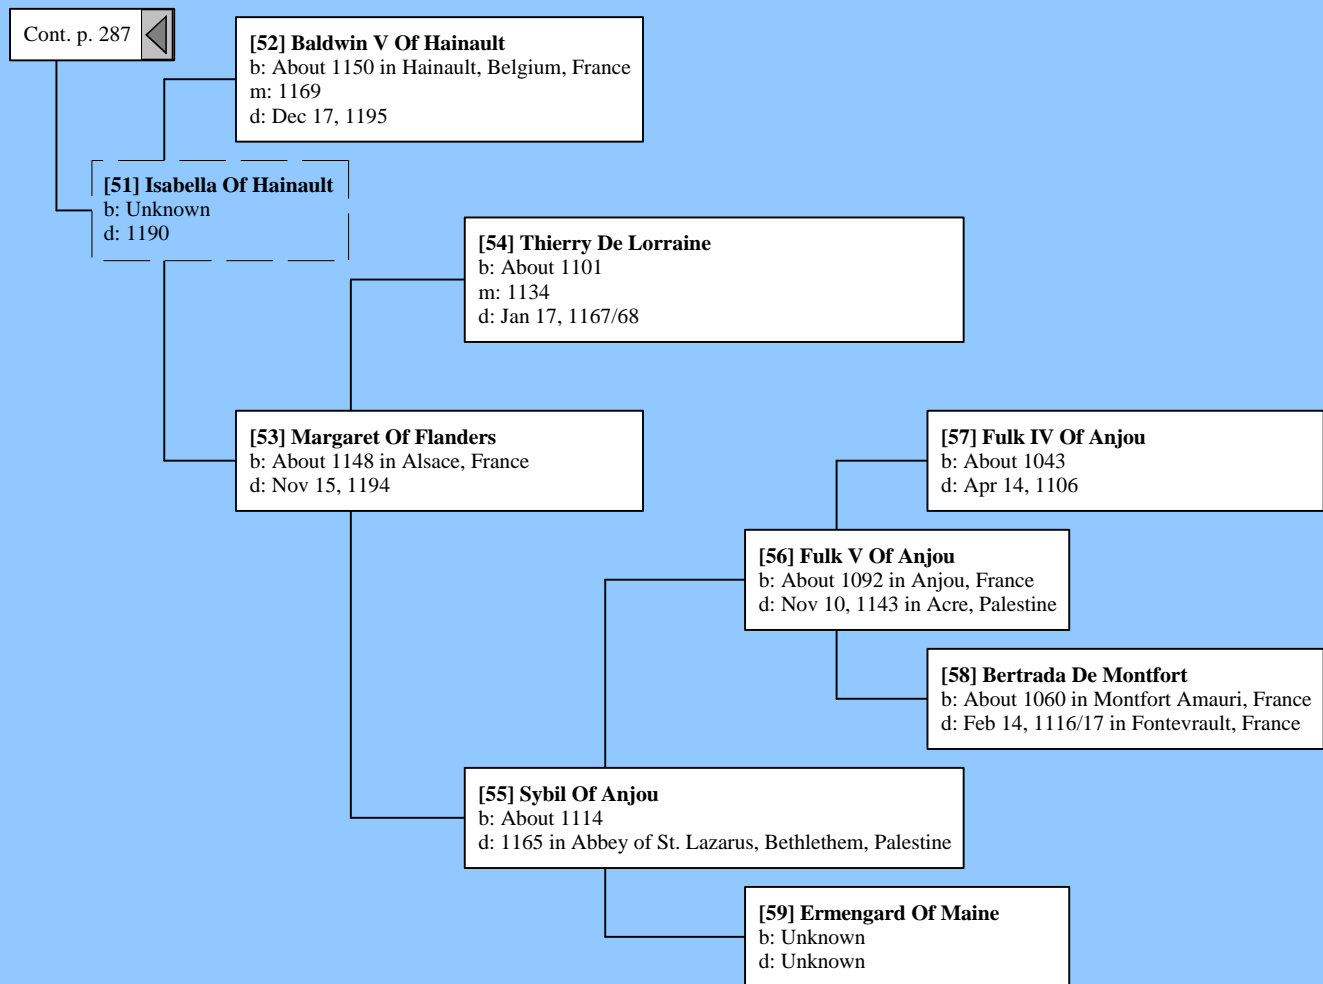 Cont. p. 287
[52] Baldwin V Of Hainault
b: About 1150 in Hainault, Belgium, France
m: 1169
d: Dec 17, 1195
[51] Isabella Of Hainault
b: Unknown
d: 1190
[54] Thierry De Lorraine
b: About 1101
m: 1134
d: Jan 17, 1167/68
[53] Margaret Of Flanders
b: About 1148 in Alsace, France
d: Nov 15, 1194
[57] Fulk IV Of Anjou
b: About 1043
d: Apr 14, 1106
[56] Fulk V Of Anjou
b: About 1092 in Anjou, France
d: Nov 10, 1143 in Acre, Palestine
[58] Bertrada De Montfort
b: About 1060 in Montfort Amauri, France
d: Feb 14, 1116/17 in Fontevrault, France
[55] Sybil Of Anjou
b: About 1114
d: 1165 in Abbey of St. Lazarus, Bethlethem, Palestine
[59] Ermengard Of Maine
b: Unknown
d: Unknown